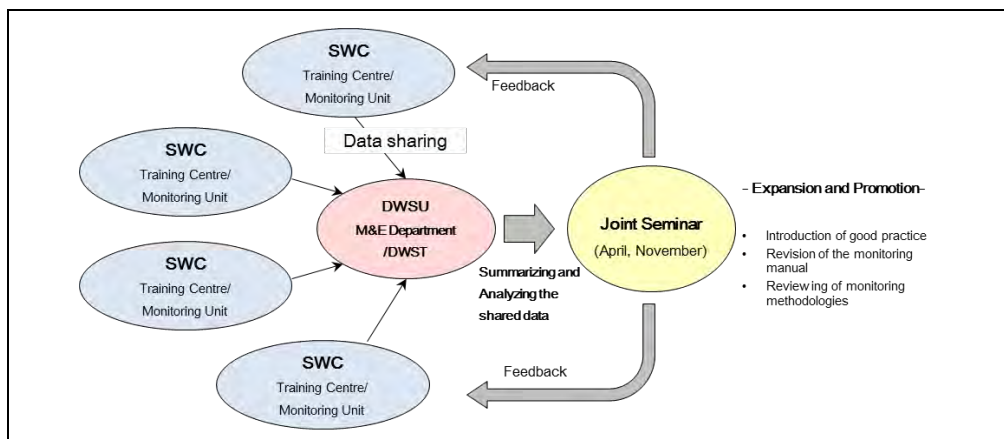 SWC
Training Centre/
Monitoring Unit
Feedback
Data sharing
SWC
Training Centre/
Monitoring Unit
DWSU
M&E Department
/DWST
Joint Seminar
(April, November)
- Expansion and Promotion-
• Introduction of good practice
• Revision of the monitoring
manual
• Reviewing of monitoring
methodologies
SWC
Training Centre/
Monitoring Unit
Summarizing and
Analyzing the
shared data
SWC
Training Centre/
Monitoring Unit
Feedback